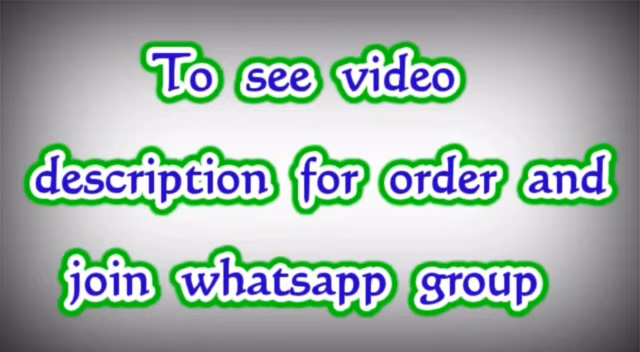 To see video
description for order and
join whatsapp group